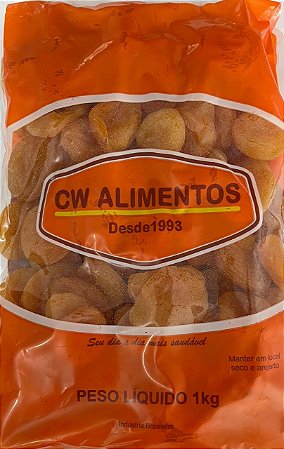 CW ALIMENTOS
Desde1993
Seu dia a dia mais saudável
Manter em local
seco e arejado
PESO LÍQUIDO 1kg
Indústria Brasileira